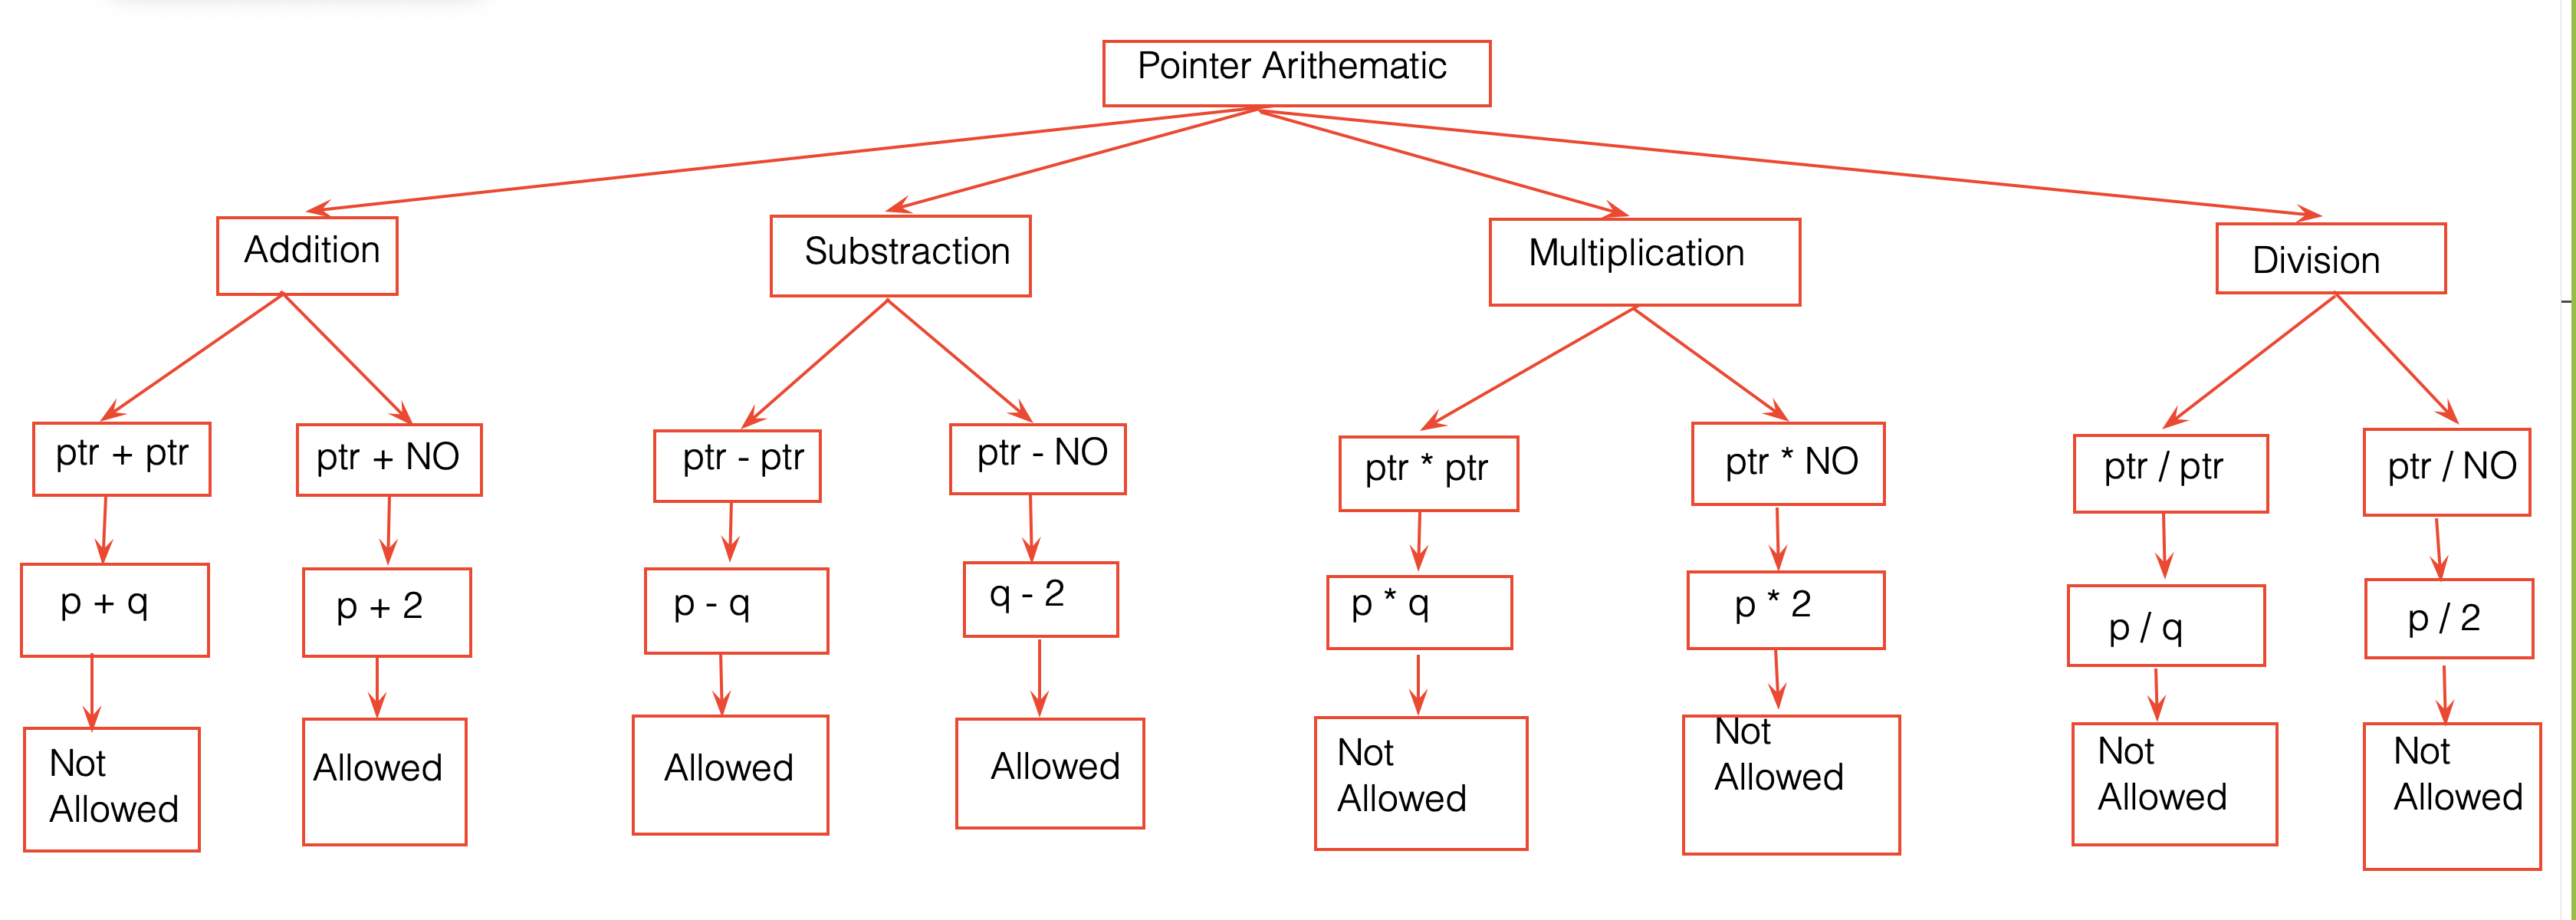 Pointer Arithematic
Addition
Substraction
Multiplication
Division
ptr + ptr
ptr + NO
ptr - ptr
ptr - NO
ptr * ptr
ptr * NO
ptr / ptr
ptr / NO
p + q
p + 2
p - q
q - 2
p * q
p * 2
p / q
p / 2
Not
Allowed
Allowed
Allowed
Allowed
Not
Allowed
Not
Allowed
Not
Allowed
Not
Allowed